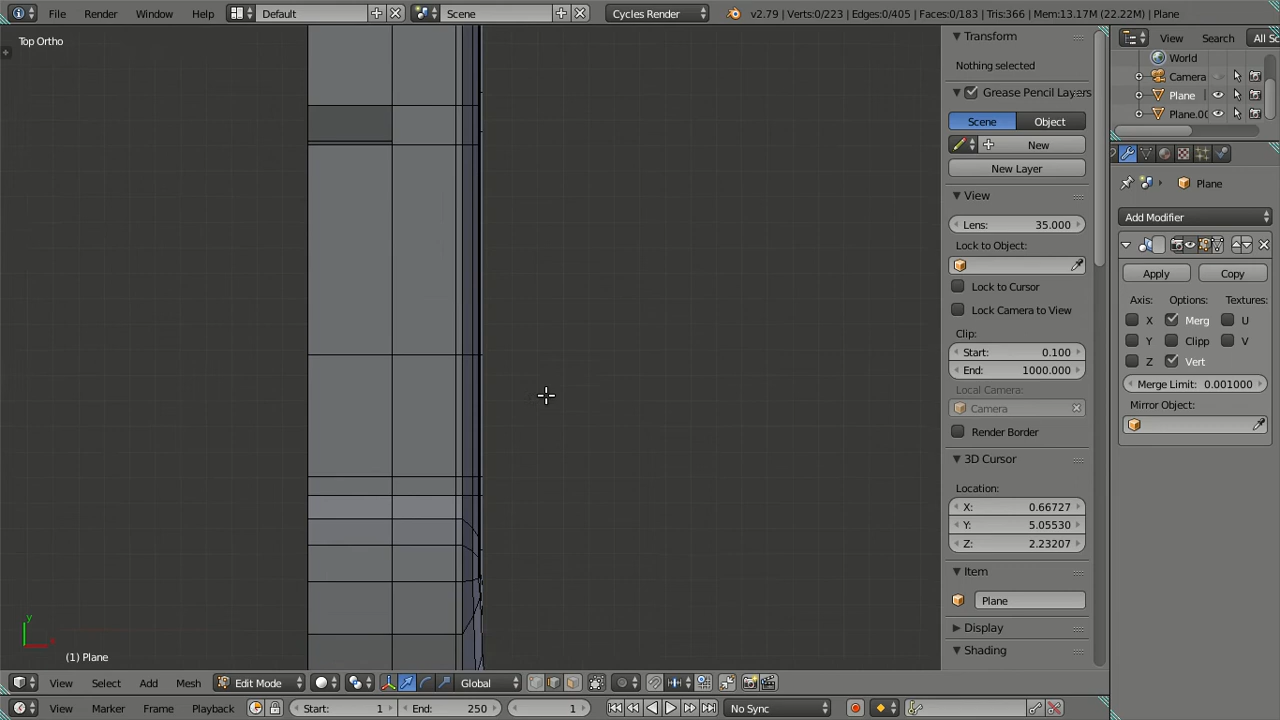 File Render Window Help Default Scene Cycles Render v2.79 | Verts:0/223 | Edges:0/405 | Faces:0/183 | Tris:366 | Mem:13.17M (22.22M) | Plane
Top Ortho
Transform
Nothing selected
Grease Pencil Layers
Scene Object
New
New Layer
View
Lens: 35.000
Lock to Object:
Lock to Cursor
Lock Camera to View
Clip:
Start: 0.100
End: 1000.000
Local Camera:
Camera
Render Border
3D Cursor
Location:
X: 0.66727
Y: 5.05530
Z: 2.23207
Item
Plane
Display
Shading
View Search All Sc
World
Camera
Plane
Plane.00
Plane
Add Modifier
Apply Copy
Axis: Options: Textures:
X Merg U
Y Clipp V
Z Vert
Merge Limit: 0.001000
Mirror Object:
y
x
(1) Plane
View Select Add Mesh Edit Mode Global
View Marker Frame Playback Start: 1 End: 250 1 No Sync